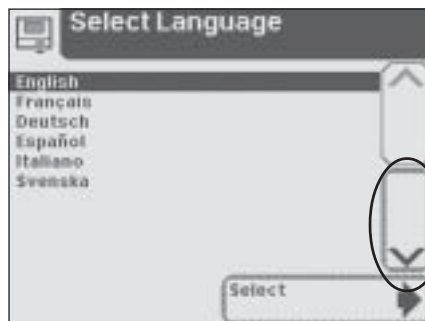 Select Language
English
Français
Deutsch
Español
Italiano
Svenska
Select